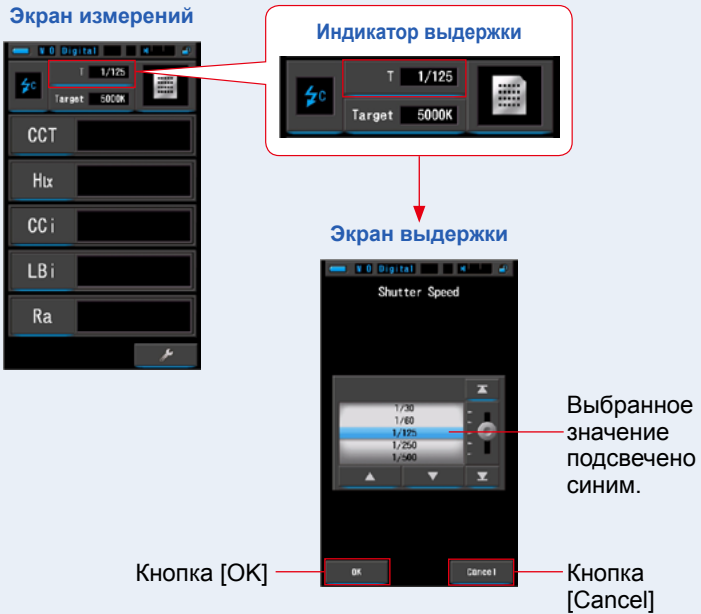 Экран измерений
N 0 Digital
T 1/125
Target 5000K
CCT
Hlx
CCi
LBi
Ra
Индикатор выдержки
T 1/125
Target 5000K
Экран выдержки
N 0 Digital
Shutter Speed
1/30
1/60
1/125
1/250
1/500
Выбранное
значение
подсвечено
синим.
Кнопка [OK]
OK
Cancel
Кнопка
[Cancel]